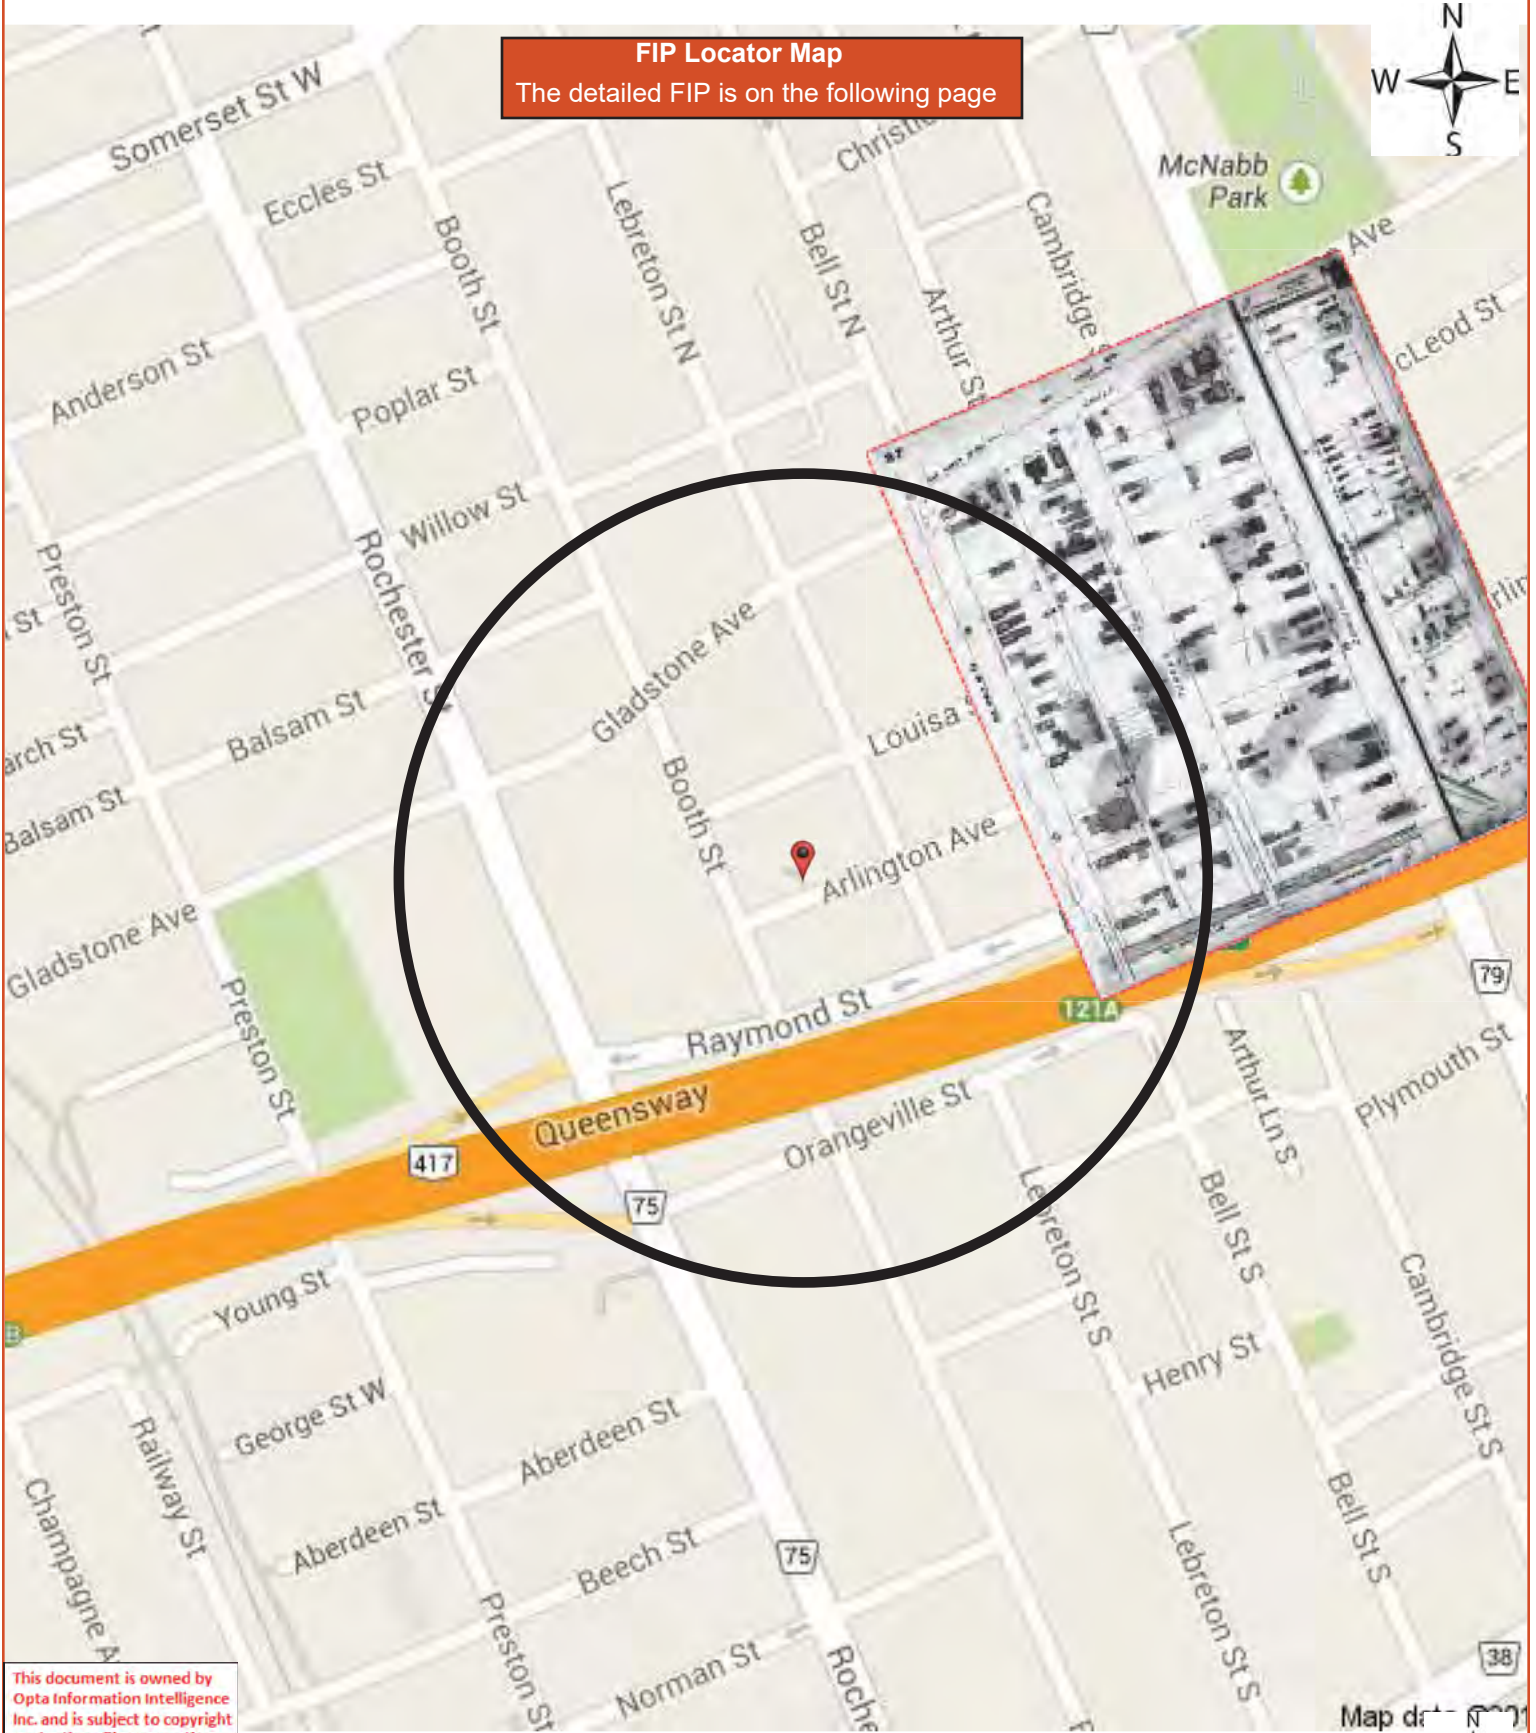 N
FIP Locator Map
The detailed FIP is on the following page
W
E
S
Somerset St W
McNabb
Park
Eccles St
Booth St
Lebreton St N
Bell St N
Cambridge
Ave
Arthur St
McLeod St
Anderson St
Poplar St
Willow St
Preston St
Rochester St
St
Gladstone Ave
Balsam St
Louisa
Balsam St
Booth St
Arlington Ave
Gladstone Ave
Preston St
79
121A
Raymond St
Arthur Ln S
Plymouth St
Queensway
Orangeville St
417
75
Lebreton St S
Bell St S
Young St
B
Cambridge St S
Henry St
George St W
Aberdeen St
Railway St
Champagne A
Aberdeen St
Bell St S
Beech St
75
Lebreton St S
Preston St
Norman St
Roche
38
This document is owned by
Opta Information Intelligence
Inc. and is subject to copyright
Map data